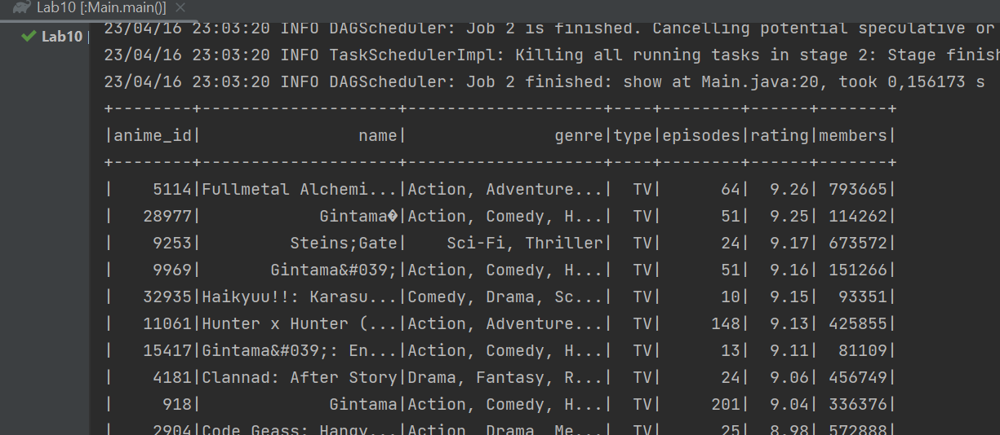 Lab10 [:Main.main()]
Lab10
23/04/16 23:03:20 INFO DAGScheduler: Job 2 is finished. Cancelling potential speculative or
23/04/16 23:03:20 INFO TaskSchedulerImpl: Killing all running tasks in stage 2: Stage finish
23/04/16 23:03:20 INFO DAGScheduler: Job 2 finished: show at Main.java:20, took 0,156173 s
+--------+--------------------+--------------------+----+--------+------+-------+
|anime_id|                name|               genre|type|episodes|rating|members|
+--------+--------------------+--------------------+----+--------+------+-------+
|    5114|Fullmetal Alchemi...|Action, Adventure...|  TV|      64|  9.26| 793665|
|   28977|            Gintama�|Action, Comedy, H...|  TV|      51|  9.25| 114262|
|    9253|         Steins;Gate|    Sci-Fi, Thriller|  TV|      24|  9.17| 673572|
|    9969|       Gintama&#039;|Action, Comedy, H...|  TV|      51|  9.16| 151266|
|   32935|Haikyuu!!: Karasu...|Comedy, Drama, Sc...|  TV|      10|  9.15|  93351|
|   11061|Hunter x Hunter (...|Action, Adventure...|  TV|     148|  9.13| 425855|
|   15417|Gintama&#039;: En...|Action, Comedy, H...|  TV|      13|  9.11|  81109|
|    4181|Clannad: After Story|Drama, Fantasy, R...|  TV|      24|  9.06| 456749|
|     918|             Gintama|Action, Comedy, H...|  TV|     201|  9.04| 336376|
|    2904|Code Geass: Hangy...|Action, Drama, Me...|  TV|      25|  8.98| 572888|